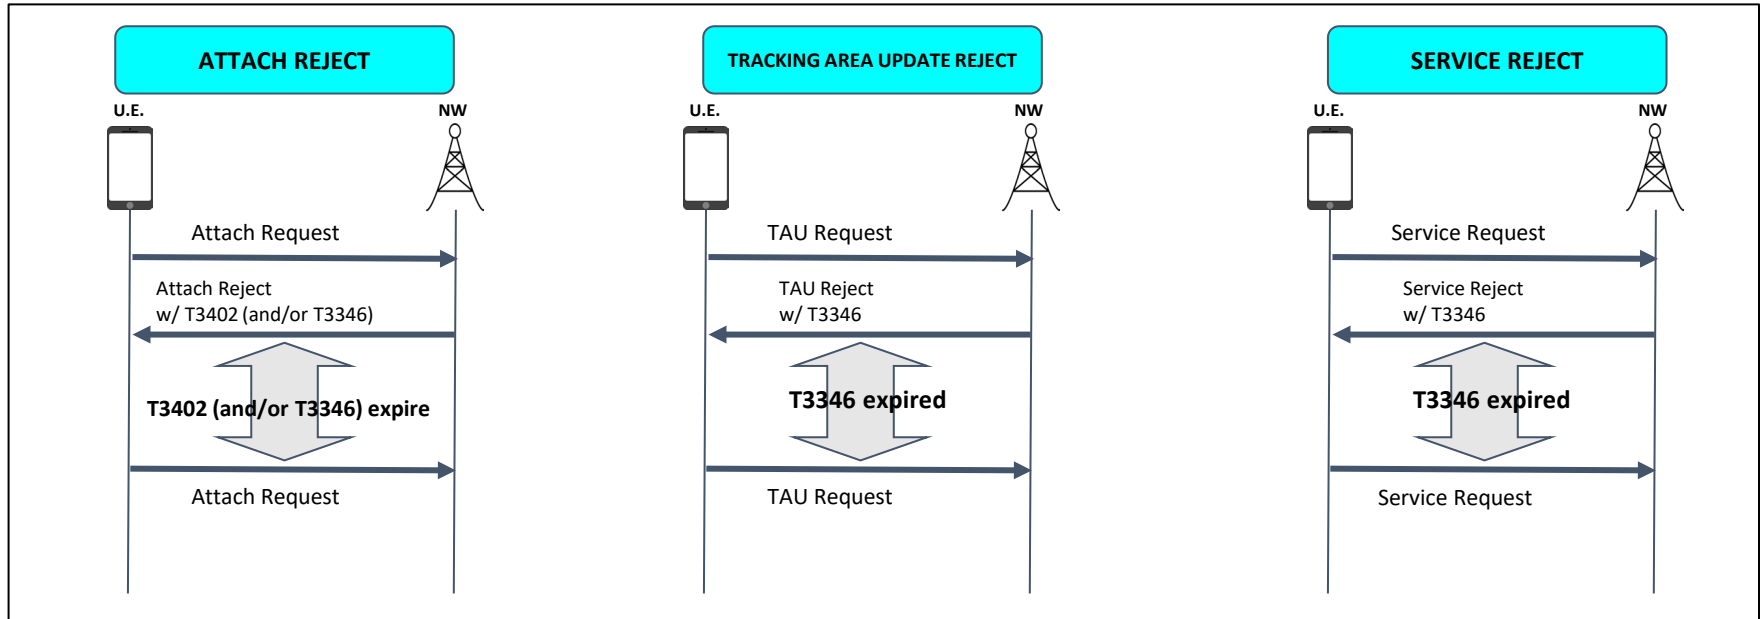 ATTACH REJECT
U.E.
NW
Attach Request
Attach Reject
w/ T3402 (and/or T3346)
T3402 (and/or T3346) expire
Attach Request
TRACKING AREA UPDATE REJECT
U.E.
NW
TAU Request
TAU Reject
w/ T3346
T3346 expired
TAU Request
SERVICE REJECT
U.E.
NW
Service Request
Service Reject
w/ T3346
T3346 expired
Service Request